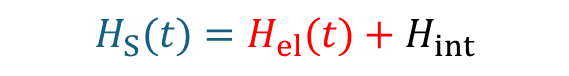 H_S(t) = H_el(t) + H_int